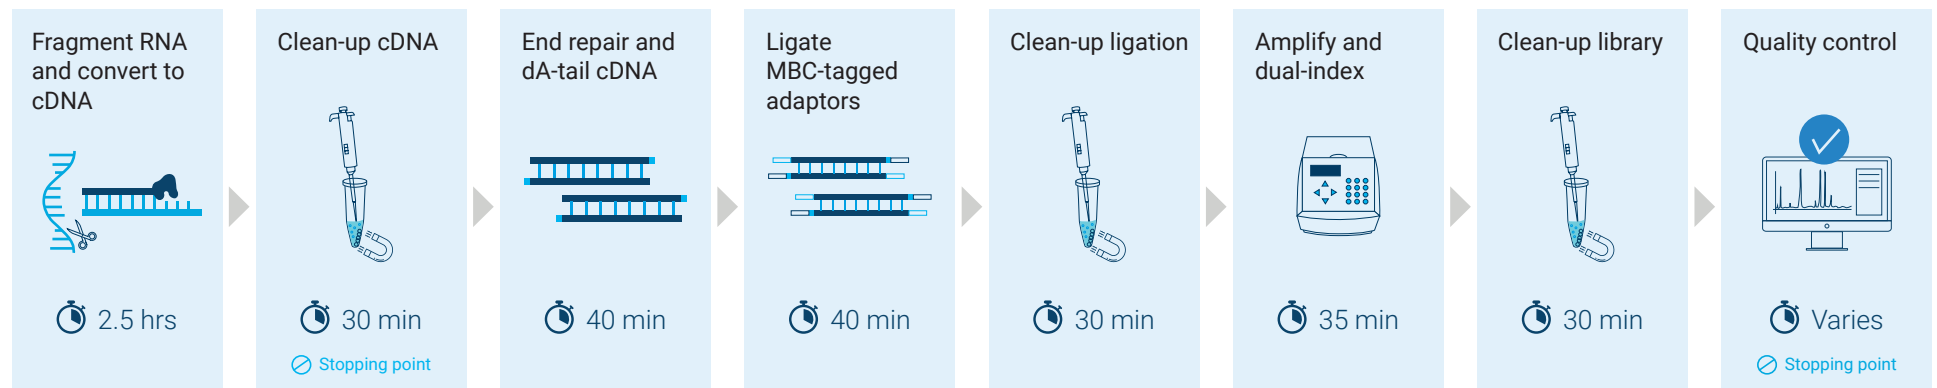 Fragment RNA
and convert to
cDNA
2.5 hrs
Clean-up cDNA
30 min
Stopping point
End repair and
dA-tail cDNA
40 min
Ligate
MBC-tagged
adaptors
40 min
Clean-up ligation
30 min
Amplify and
dual-index
35 min
Clean-up library
30 min
Quality control
Varies
Stopping point